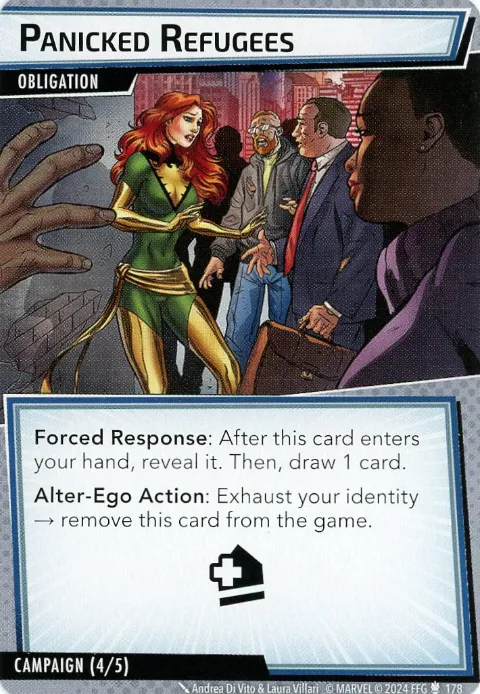 PANICKED REFUGEES
OBLIGATION
Forced Response: After this card enters
your hand, reveal it. Then, draw 1 card.
Alter-Ego Action: Exhaust your identity
→ remove this card from the game.
CAMPAIGN (4/5)
Andrea Di Vito & Laura Villari © MARVEL © 2024 FFG 178